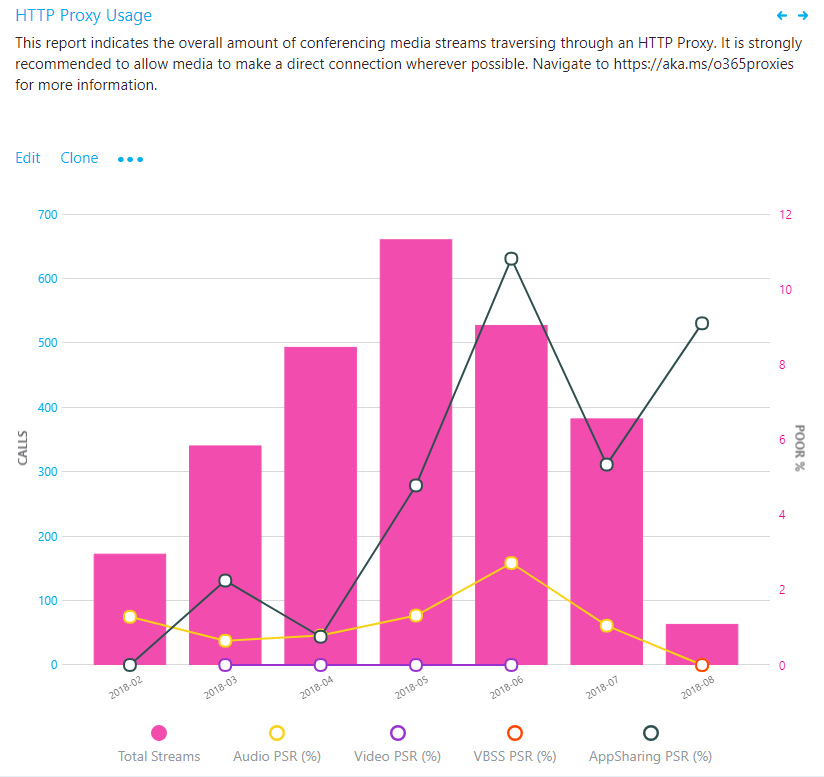 HTTP Proxy Usage
This report indicates the overall amount of conferencing media streams traversing through an HTTP Proxy. It is strongly
recommended to allow media to make a direct connection wherever possible. Navigate to https://aka.ms/o365proxies
for more information.
Edit Clone
700 12
600 10
500 8
400 6
300 4
200 2
100 0
0
CALLS
POOR %
2018-02 2018-03 2018-04 2018-05 2018-06 2018-07 2018-08
Total Streams Audio PSR (%) Video PSR (%) VBSS PSR (%) AppSharing PSR (%)